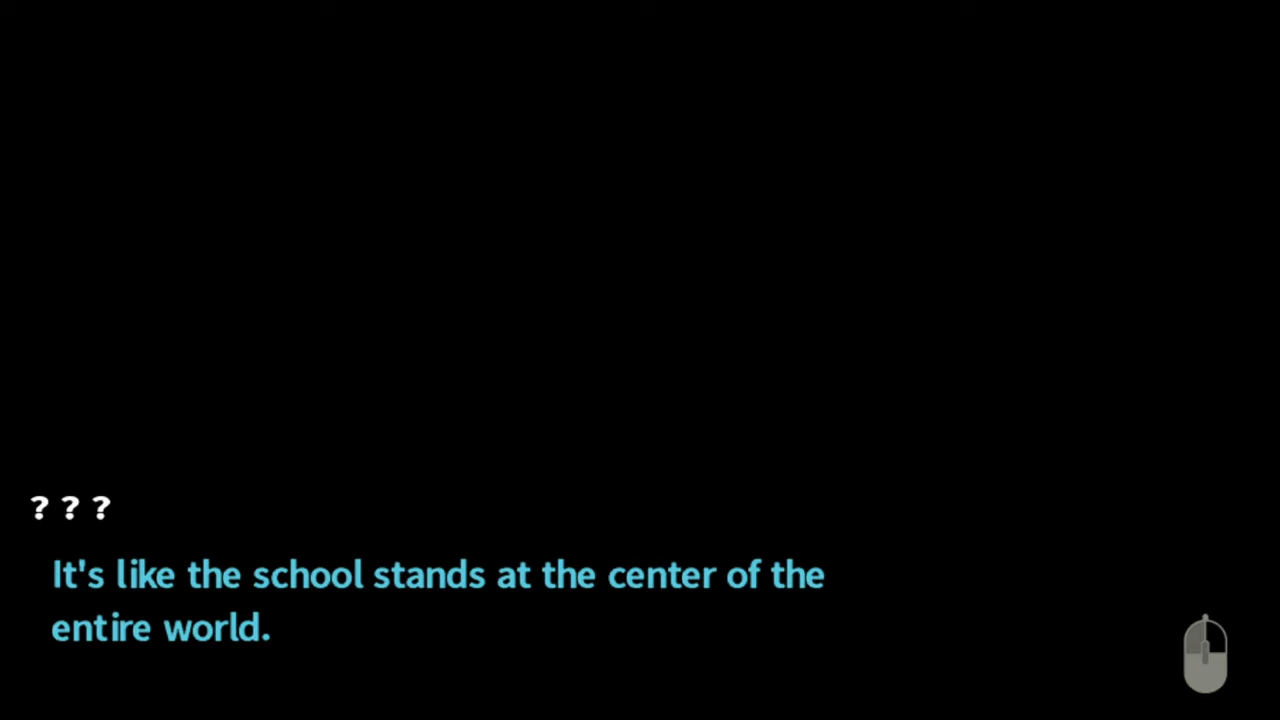 ? ? ?
It's like the school stands at the center of the
entire world.